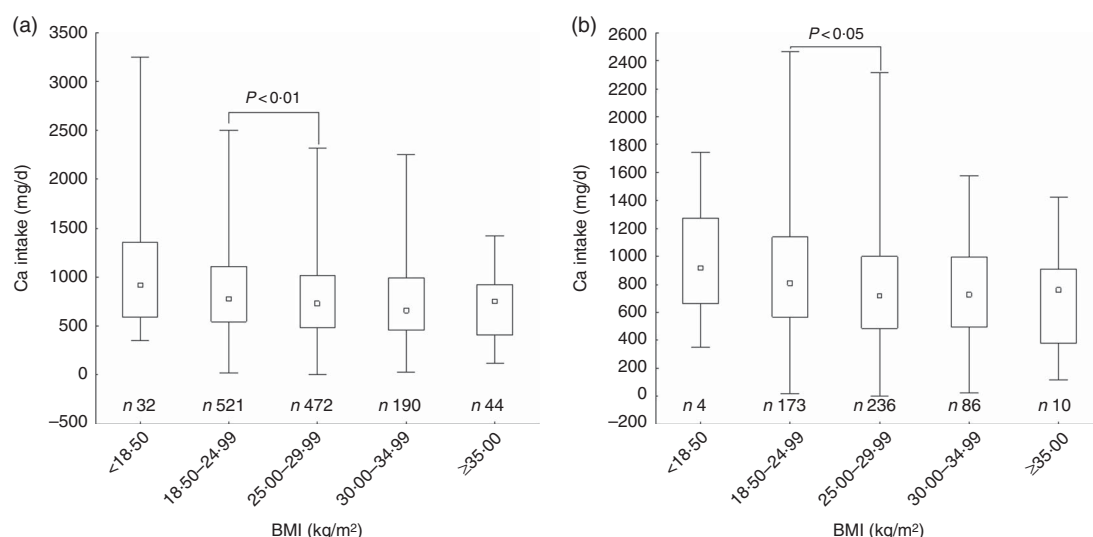 (a)
3500
3000
2500
2000
1500
1000
500
0
–500
Ca intake (mg/d)
P < 0·01
n 32
n 521
n 472
n 190
n 44
<18·50
18·50–24·99
25·00–29·99
30·00–34·99
≥35·00
BMI (kg/m²)
(b)
2600
2400
2200
2000
1800
1600
1400
1200
1000
800
600
400
200
0
–200
Ca intake (mg/d)
P < 0·05
n 4
n 173
n 236
n 86
n 10
<18·50
18·50–24·99
25·00–29·99
30·00–34·99
≥35·00
BMI (kg/m²)